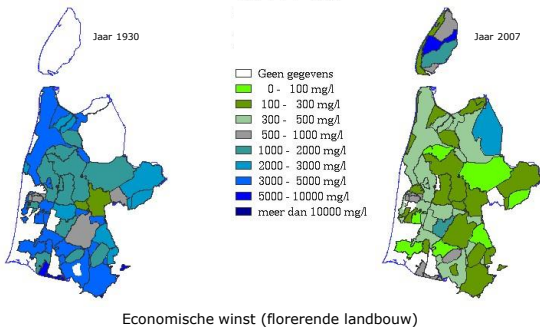 Jaar 1930
Jaar 2007
Geen gegevens
0 - 100 mg/l
100 - 300 mg/l
300 - 500 mg/l
500 - 1000 mg/l
1000 - 2000 mg/l
2000 - 3000 mg/l
3000 - 5000 mg/l
5000 - 10000 mg/l
meer dan 10000 mg/l
Economische winst (florerende landbouw)